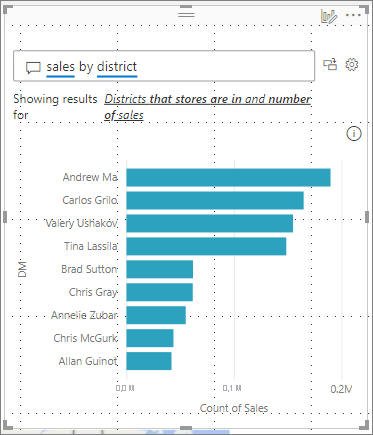 sales by district
Showing results for
Districts that stores are in and number of sales
Andrew Ma
Carlos Grilo
Valery Ushakov
Tina Lassila
Brad Sutton
Chris Gray
Annelie Zubar
Chris McGurk
Allan Guinot
DM
0,0 M
0,1 M
0.2M
Count of Sales